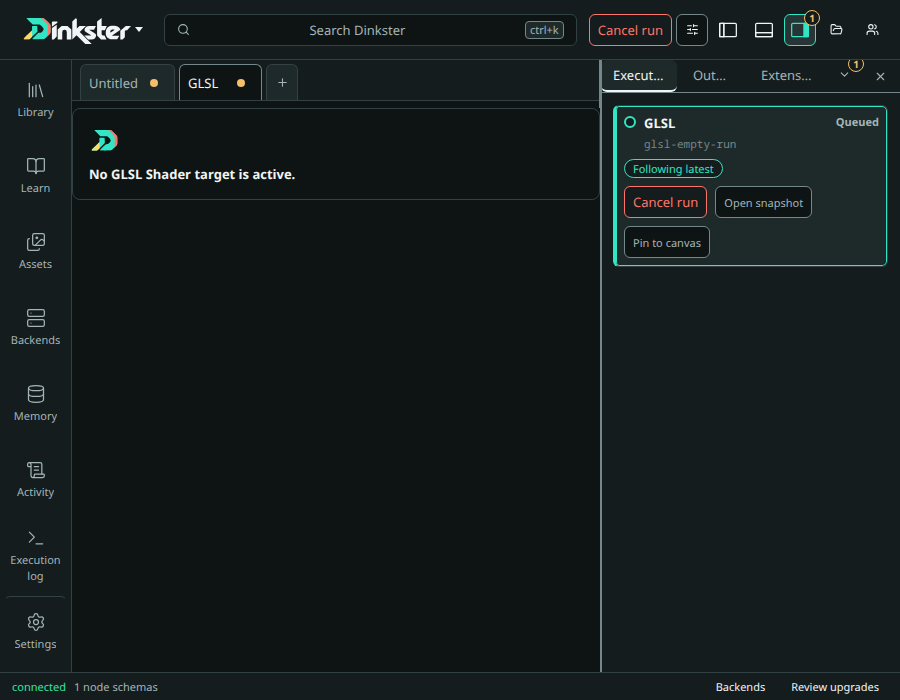 Dinkster
Search Dinkster
ctrl+k
Cancel run
1
Library
Learn
Assets
Backends
Memory
Activity
Execution
log
Settings
Untitled
GLSL
+
No GLSL Shader target is active.
Execut...
Out...
Extens...
1
GLSL
Queued
glsl-empty-run
Following latest
Cancel run
Open snapshot
Pin to canvas
connected
1 node schemas
Backends
Review upgrades